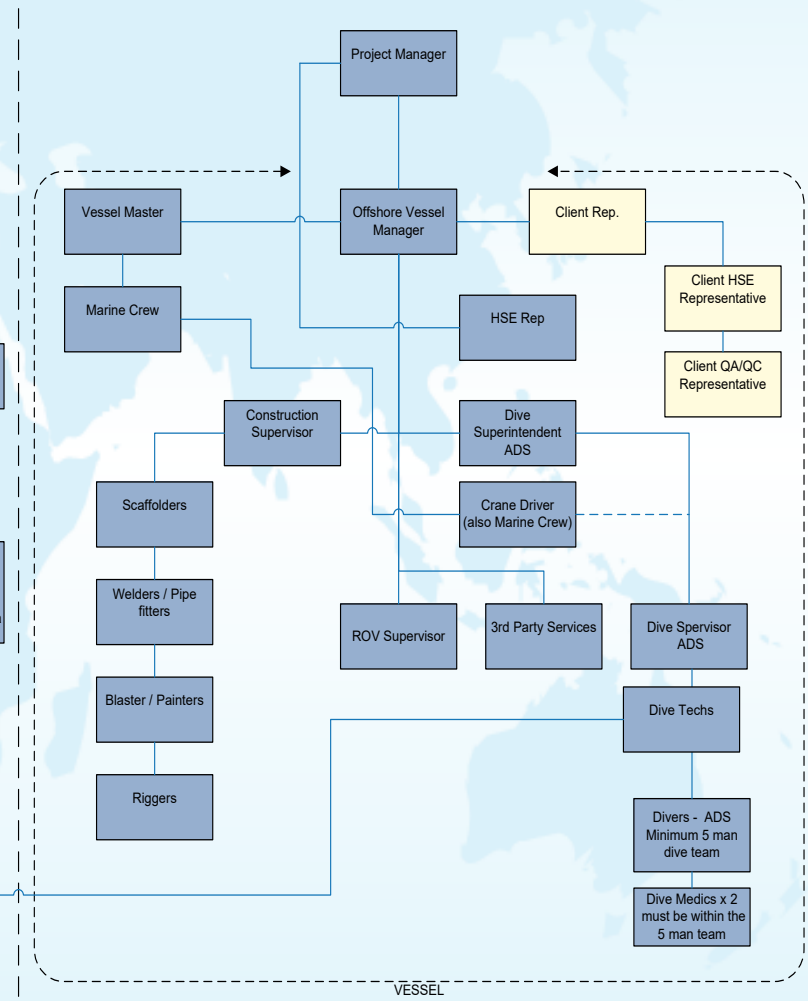 Project Manager
Vessel Master
Offshore Vessel
Manager
Client Rep.
Client HSE
Representative
Marine Crew
HSE Rep
Client QA/QC
Representative
Construction
Supervisor
Dive
Superintendent
ADS
Scaffolders
Crane Driver
(also Marine Crew)
Welders / Pipe
fitters
ROV Supervisor
3rd Party Services
Dive Spervisor
ADS
Blaster / Painters
Dive Techs
Riggers
Divers - ADS
Minimum 5 man
dive team
Dive Medics x 2
must be within the
5 man team
VESSEL